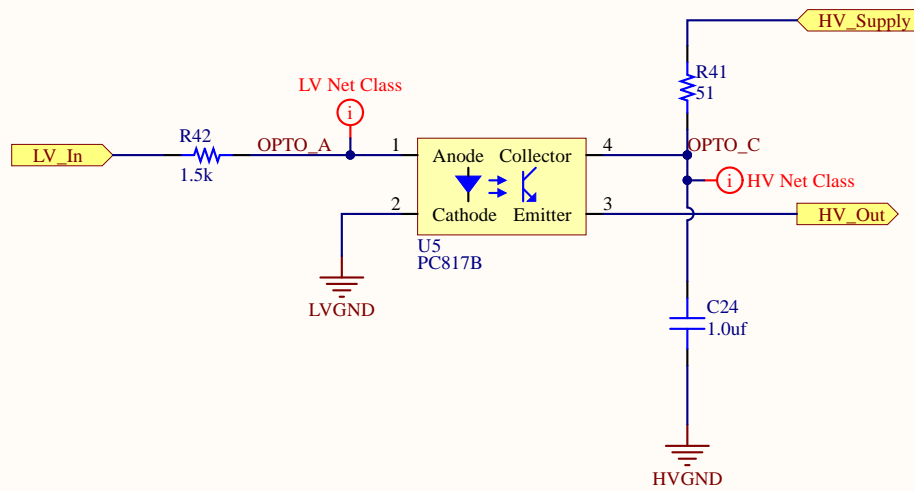 HV_Supply
R41
51
LV Net Class
i
R42
OPTO_A
1
4
OPTO_C
LV_In
1.5k
Anode
Collector
i
HV Net Class
2
Cathode
Emitter
3
HV_Out
U5
PC817B
LVGND
C24
1.0uf
HVGND